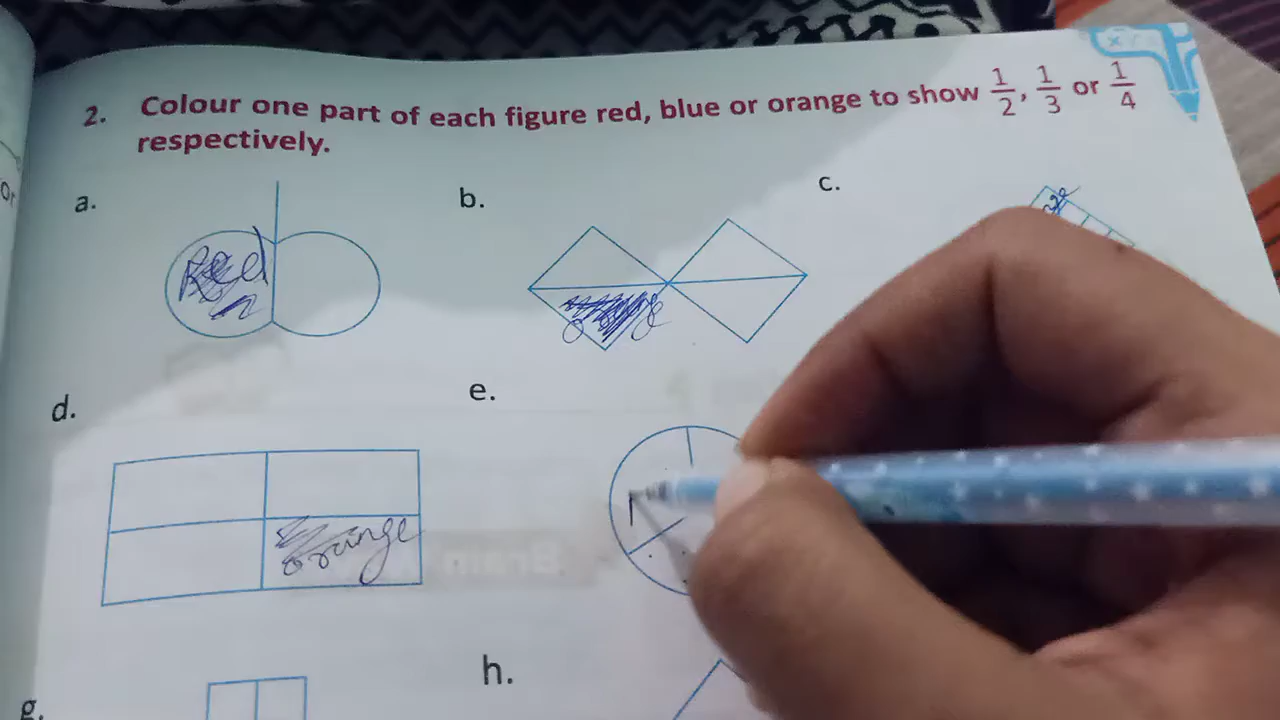 2. Colour one part of each figure red, blue or orange to show 1/2, 1/3 or 1/4
respectively.
a. b. c.
Red
d. e.
orange
g. h.